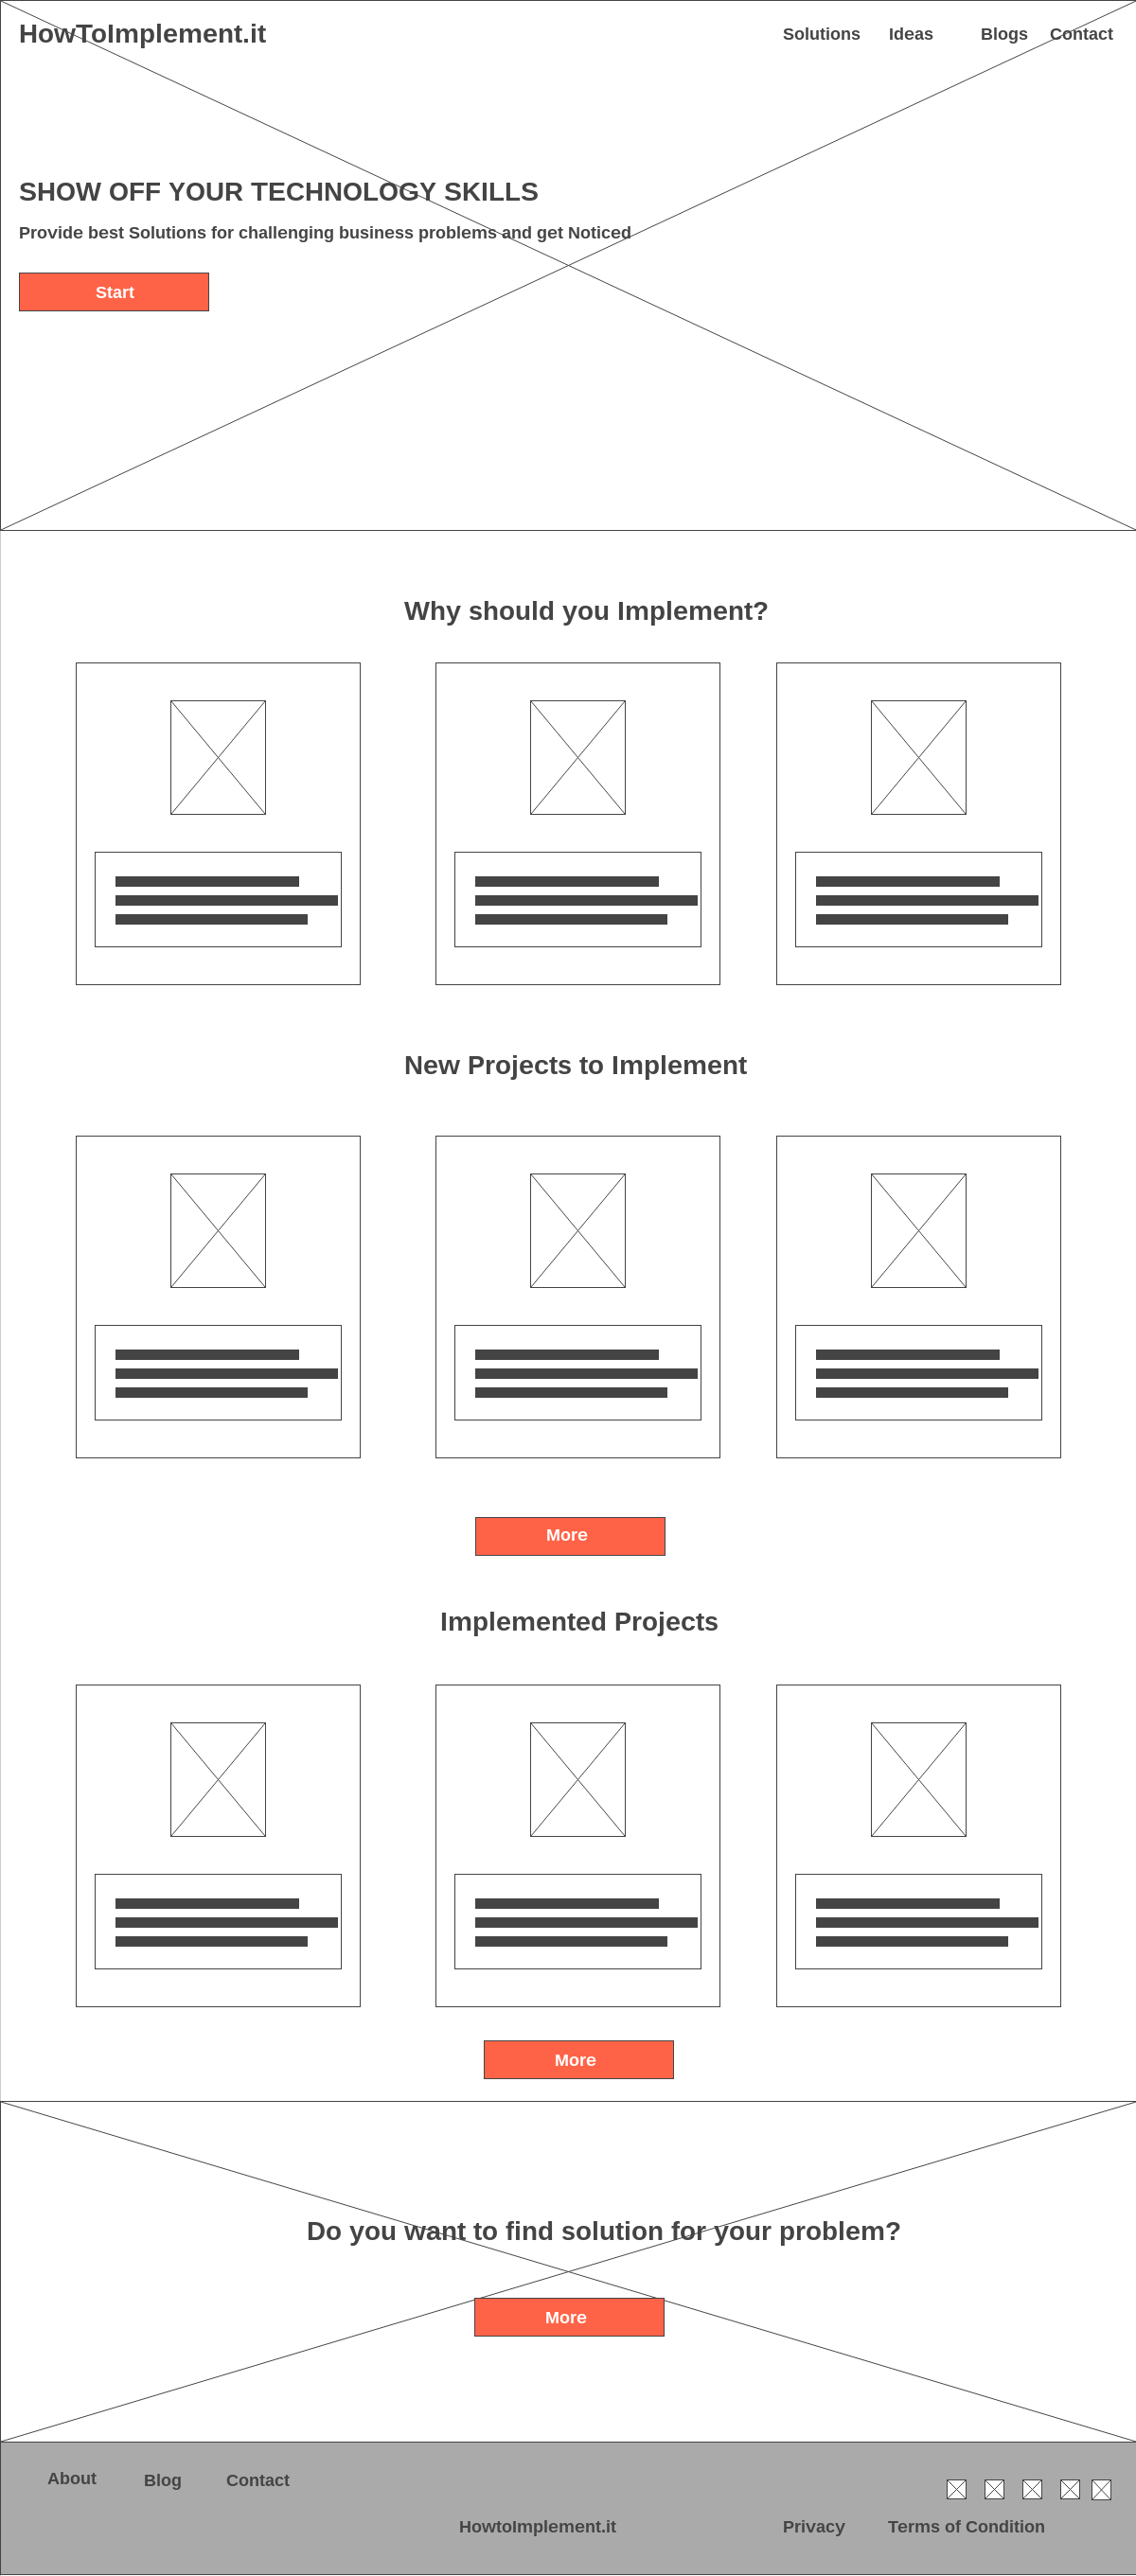 HowToImplement.it
Solutions Ideas Blogs Contact
SHOW OFF YOUR TECHNOLOGY SKILLS
Provide best Solutions for challenging business problems and get Noticed
Start
Why should you Implement?
New Projects to Implement
More
Implemented Projects
More
Do you want to find solution for your problem?
More
About Blog Contact
HowtoImplement.it Privacy Terms of Condition